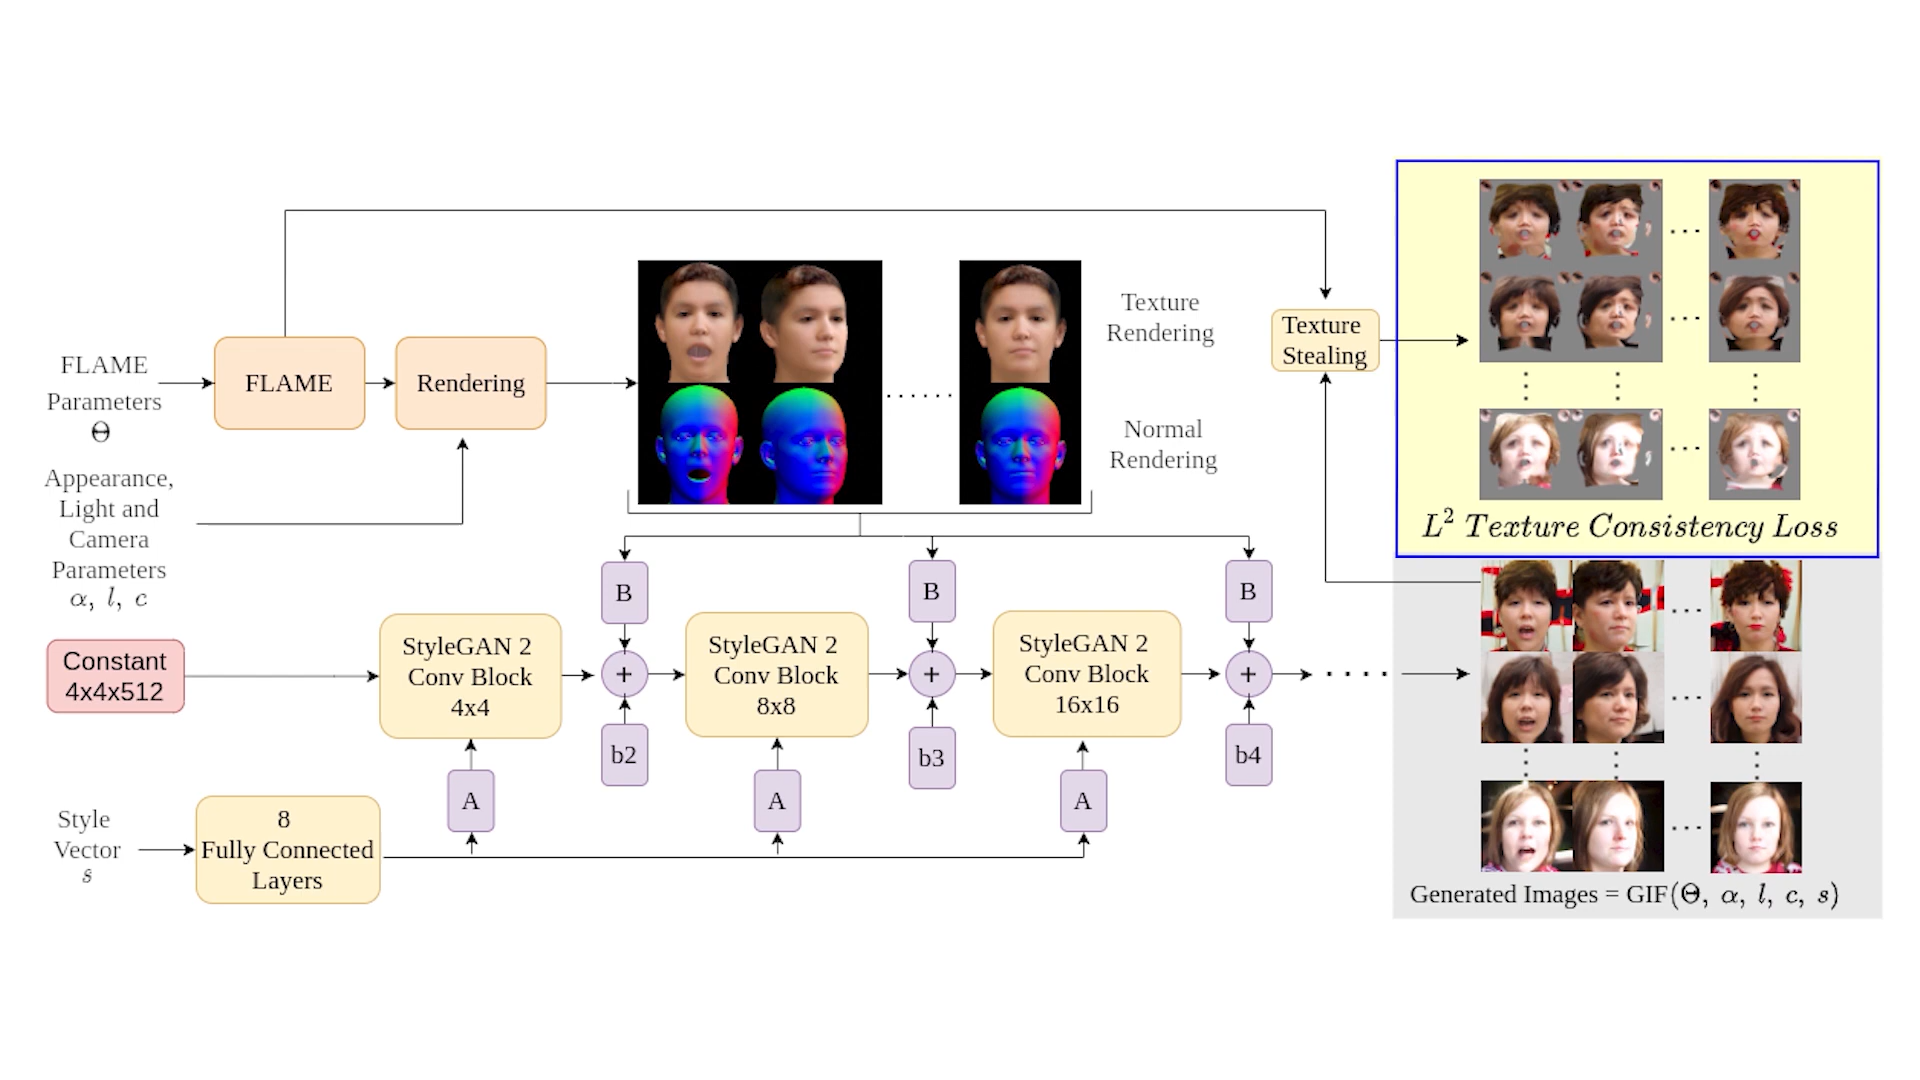 FLAME
Parameters
Θ
FLAME
Rendering
Appearance,
Light and
Camera
Parameters
α, l, c
Texture
Rendering
Normal
Rendering
Texture
Stealing
L² Texture Consistency Loss
Constant
4x4x512
StyleGAN 2
Conv Block
4x4
B
+
b2
StyleGAN 2
Conv Block
8x8
B
+
b3
StyleGAN 2
Conv Block
16x16
B
+
b4
A
A
A
Style
Vector
s
8
Fully Connected
Layers
Generated Images = GIF(Θ, α, l, c, s)